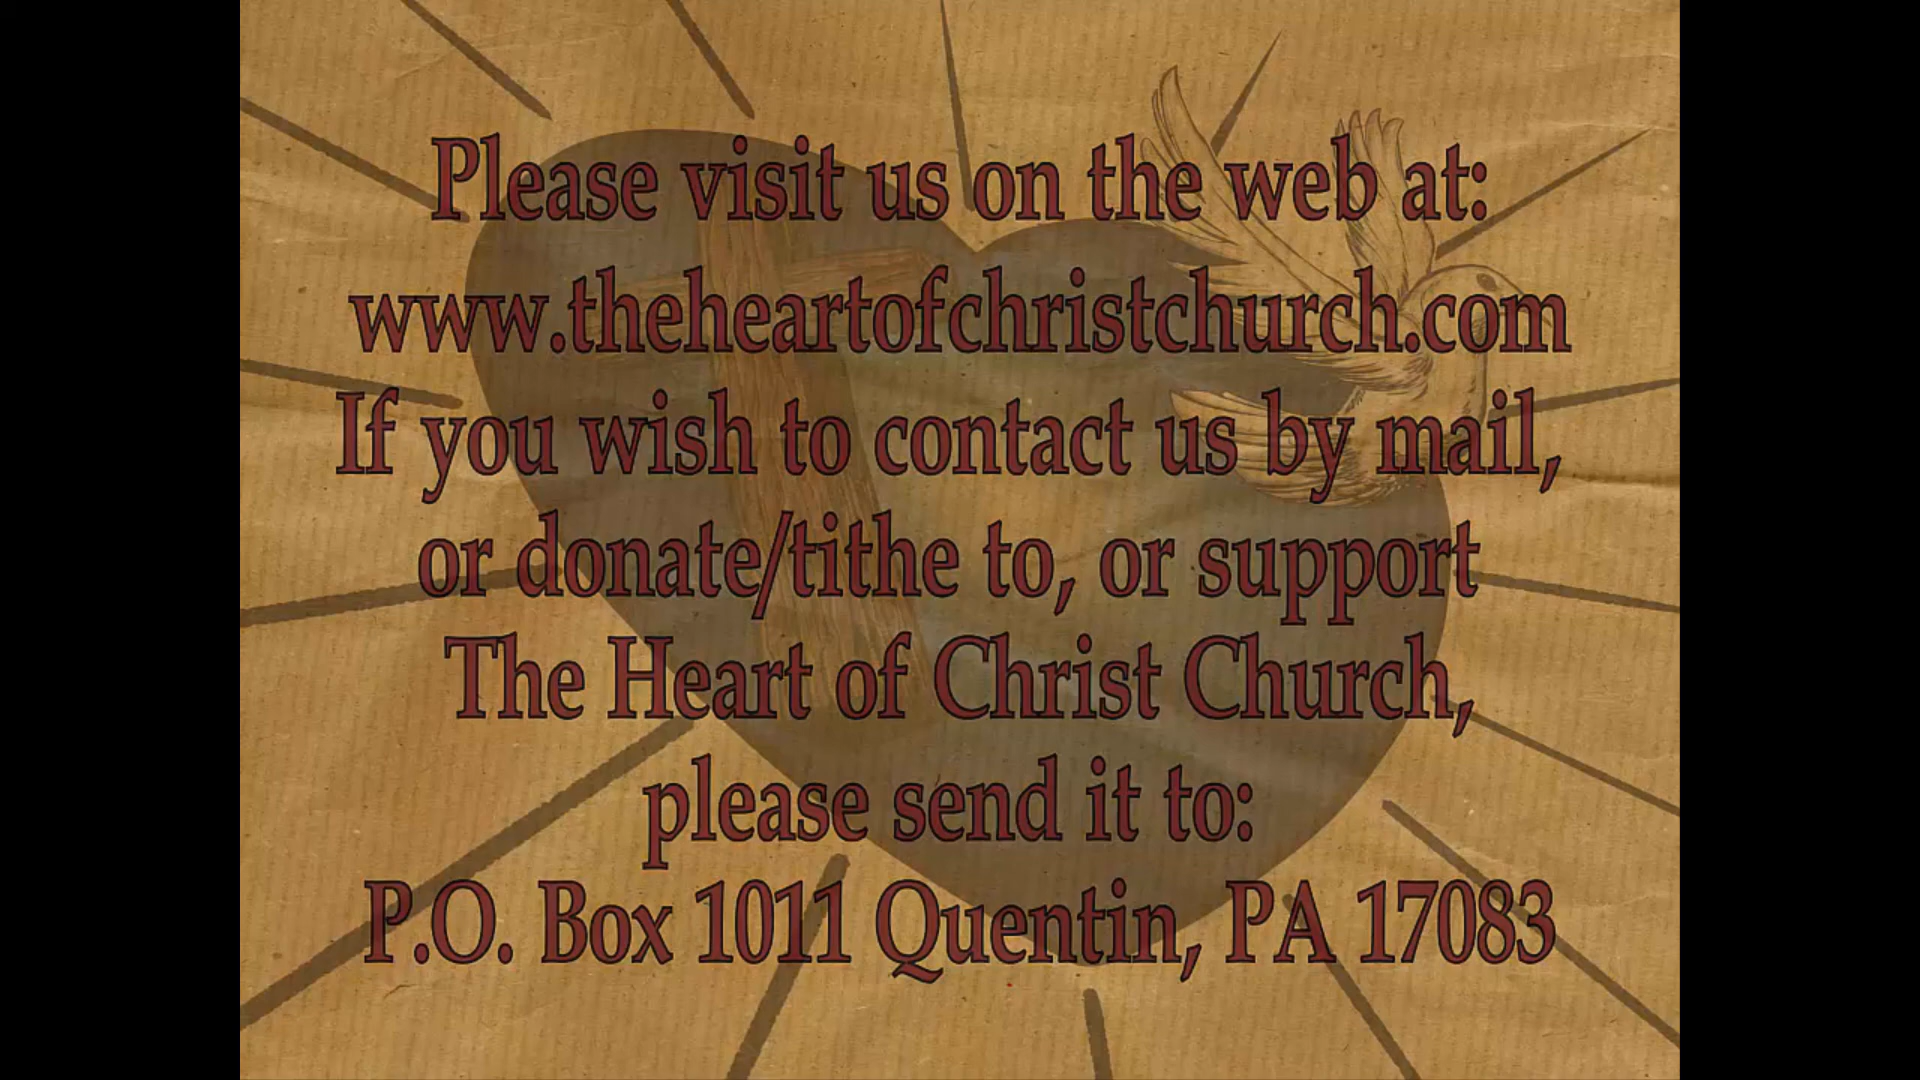 Please visit us on the web at:
www.theheartofchristchurch.com
If you wish to contact us by mail,
or donate/tithe to, or support
The Heart of Christ Church,
please send it to:
P.O. Box 1011 Quentin, PA 17083